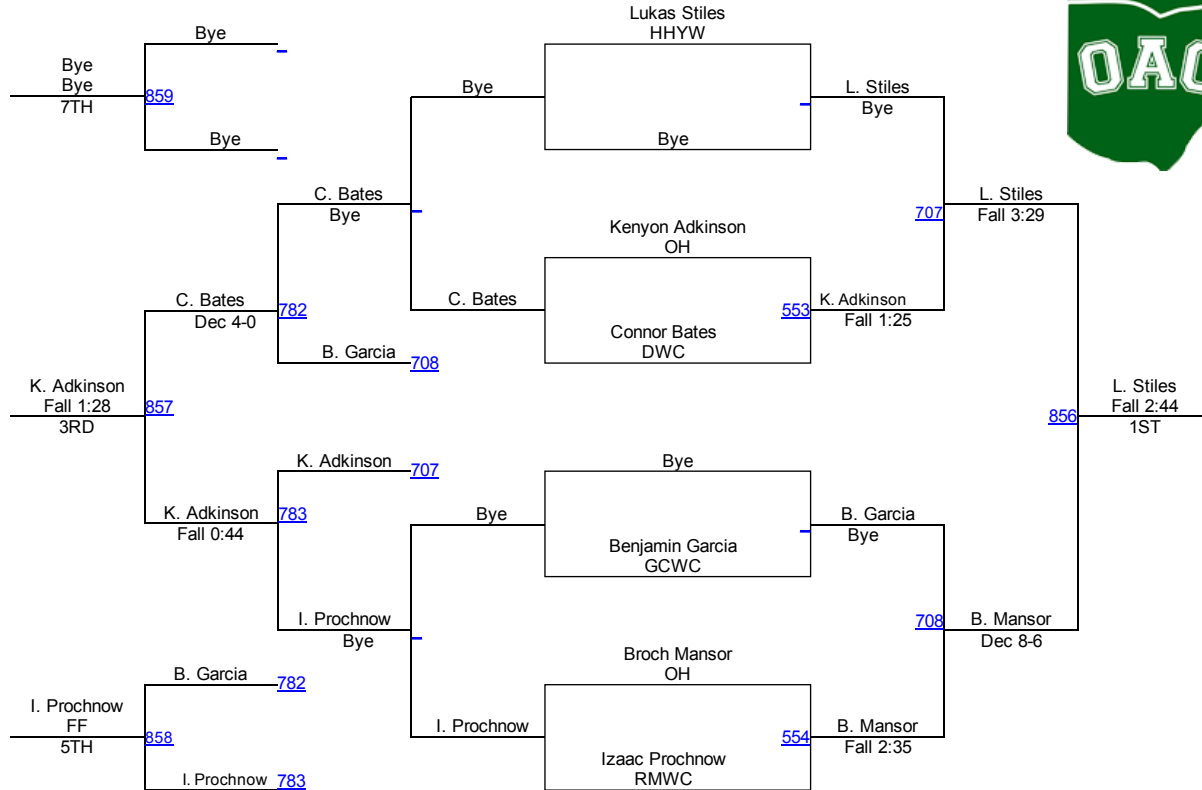 Lukas Stiles
HHYW
OAC
Bye
Bye
Bye
7TH
859
Bye
Bye
Bye
L. Stiles
Bye
C. Bates
Bye
L. Stiles
Fall 3:29
707
Kenyon Adkinson
OH
C. Bates
Dec 4-0
782
C. Bates
553
K. Adkinson
Fall 1:25
Connor Bates
DWC
B. Garcia
708
K. Adkinson
Fall 1:28
3RD
857
L. Stiles
Fall 2:44
1ST
856
K. Adkinson
707
Bye
K. Adkinson
Fall 0:44
783
Bye
B. Garcia
Bye
Benjamin Garcia
GCWC
I. Prochnow
Bye
708
B. Mansor
Dec 8-6
Broch Mansor
OH
B. Garcia
782
I. Prochnow
FF
5TH
858
I. Prochnow
554
B. Mansor
Fall 2:35
Izaac Prochnow
RMWC
I. Prochnow
783